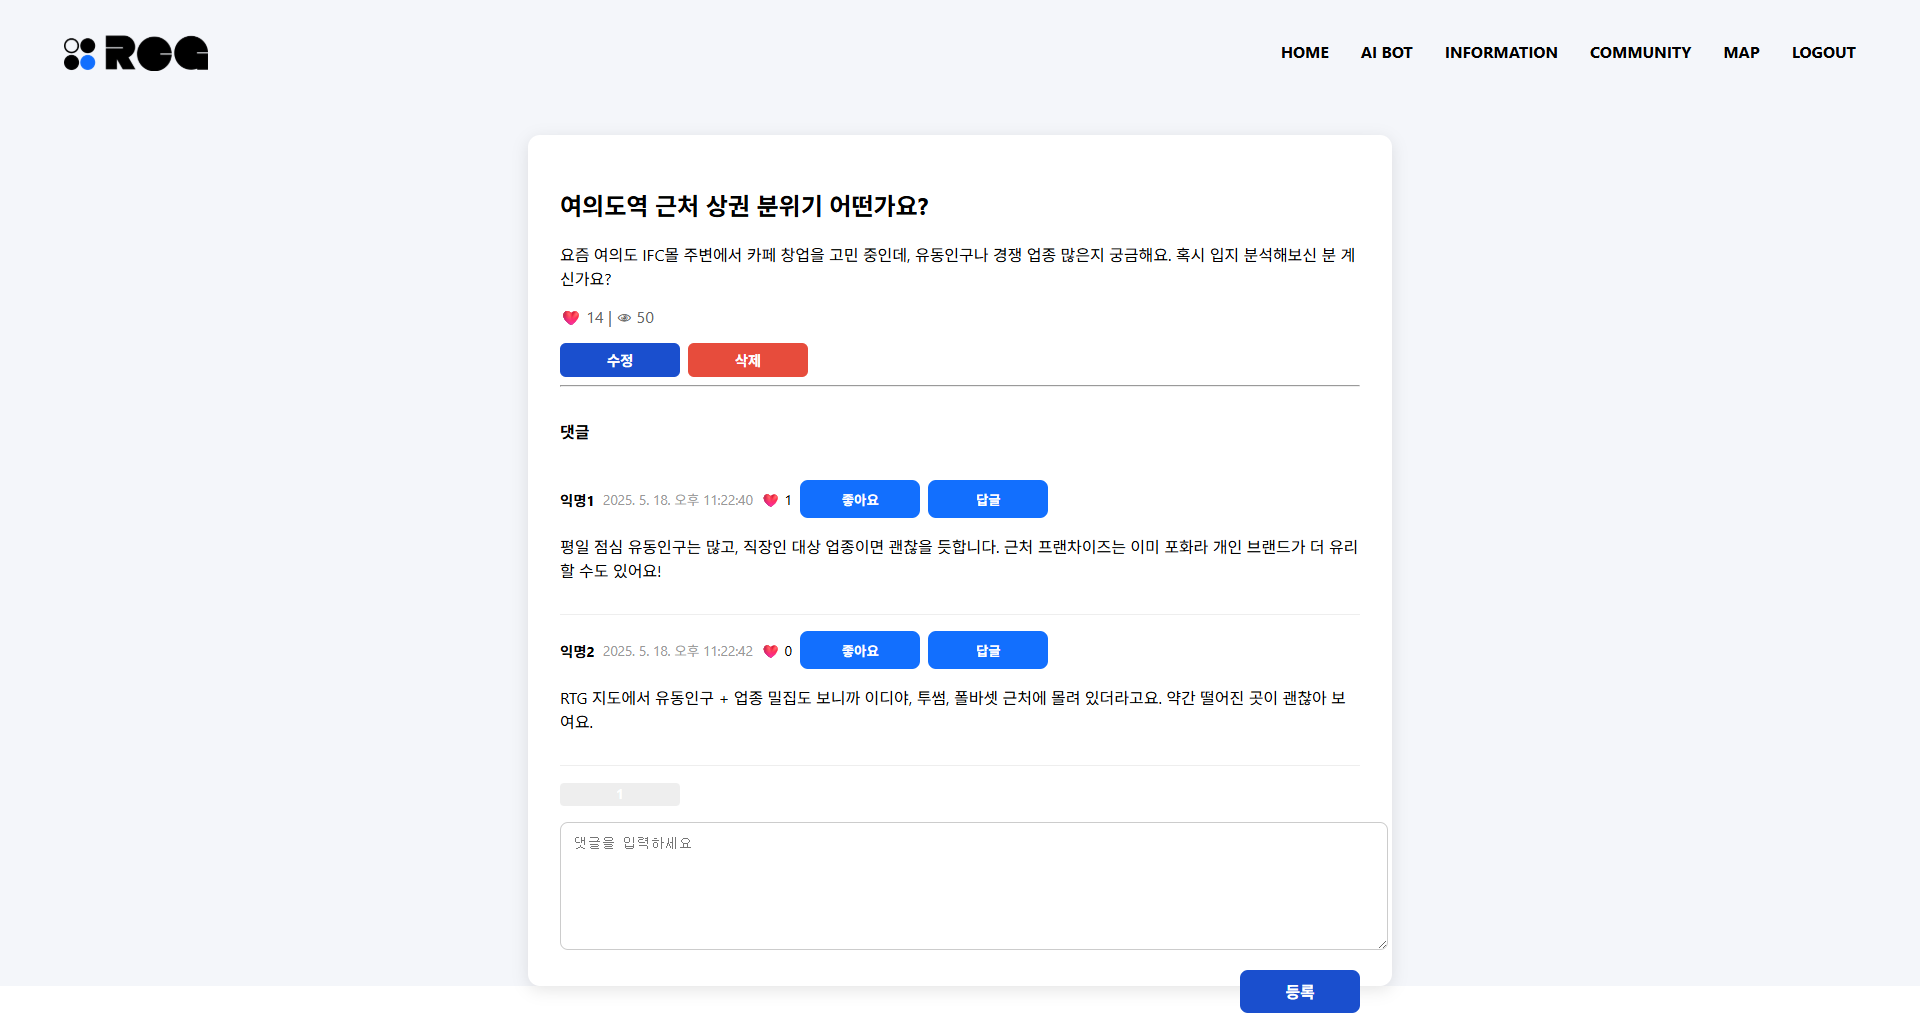 RCG
HOME AI BOT INFORMATION COMMUNITY MAP LOGOUT
여의도역 근처 상권 분위기 어떤가요?
요즘 여의도 IFC몰 주변에서 카페 창업을 고민 중인데, 유동인구나 경쟁 업종 많은지 궁금해요. 혹시 입지 분석해보신 분 계
신가요?
14 | 50
수정 삭제
댓글
익명1 2025. 5. 18. 오후 11:22:40 1 좋아요 답글
평일 점심 유동인구는 많고, 직장인 대상 업종이면 괜찮을 듯합니다. 근처 프랜차이즈는 이미 포화라 개인 브랜드가 더 유리
할 수도 있어요!
익명2 2025. 5. 18. 오후 11:22:42 0 좋아요 답글
RTG 지도에서 유동인구 + 업종 밀집도 보니까 이디야, 투썸, 폴바셋 근처에 몰려 있더라고요. 약간 떨어진 곳이 괜찮아 보
여요.
1
댓글을 입력하세요
등록